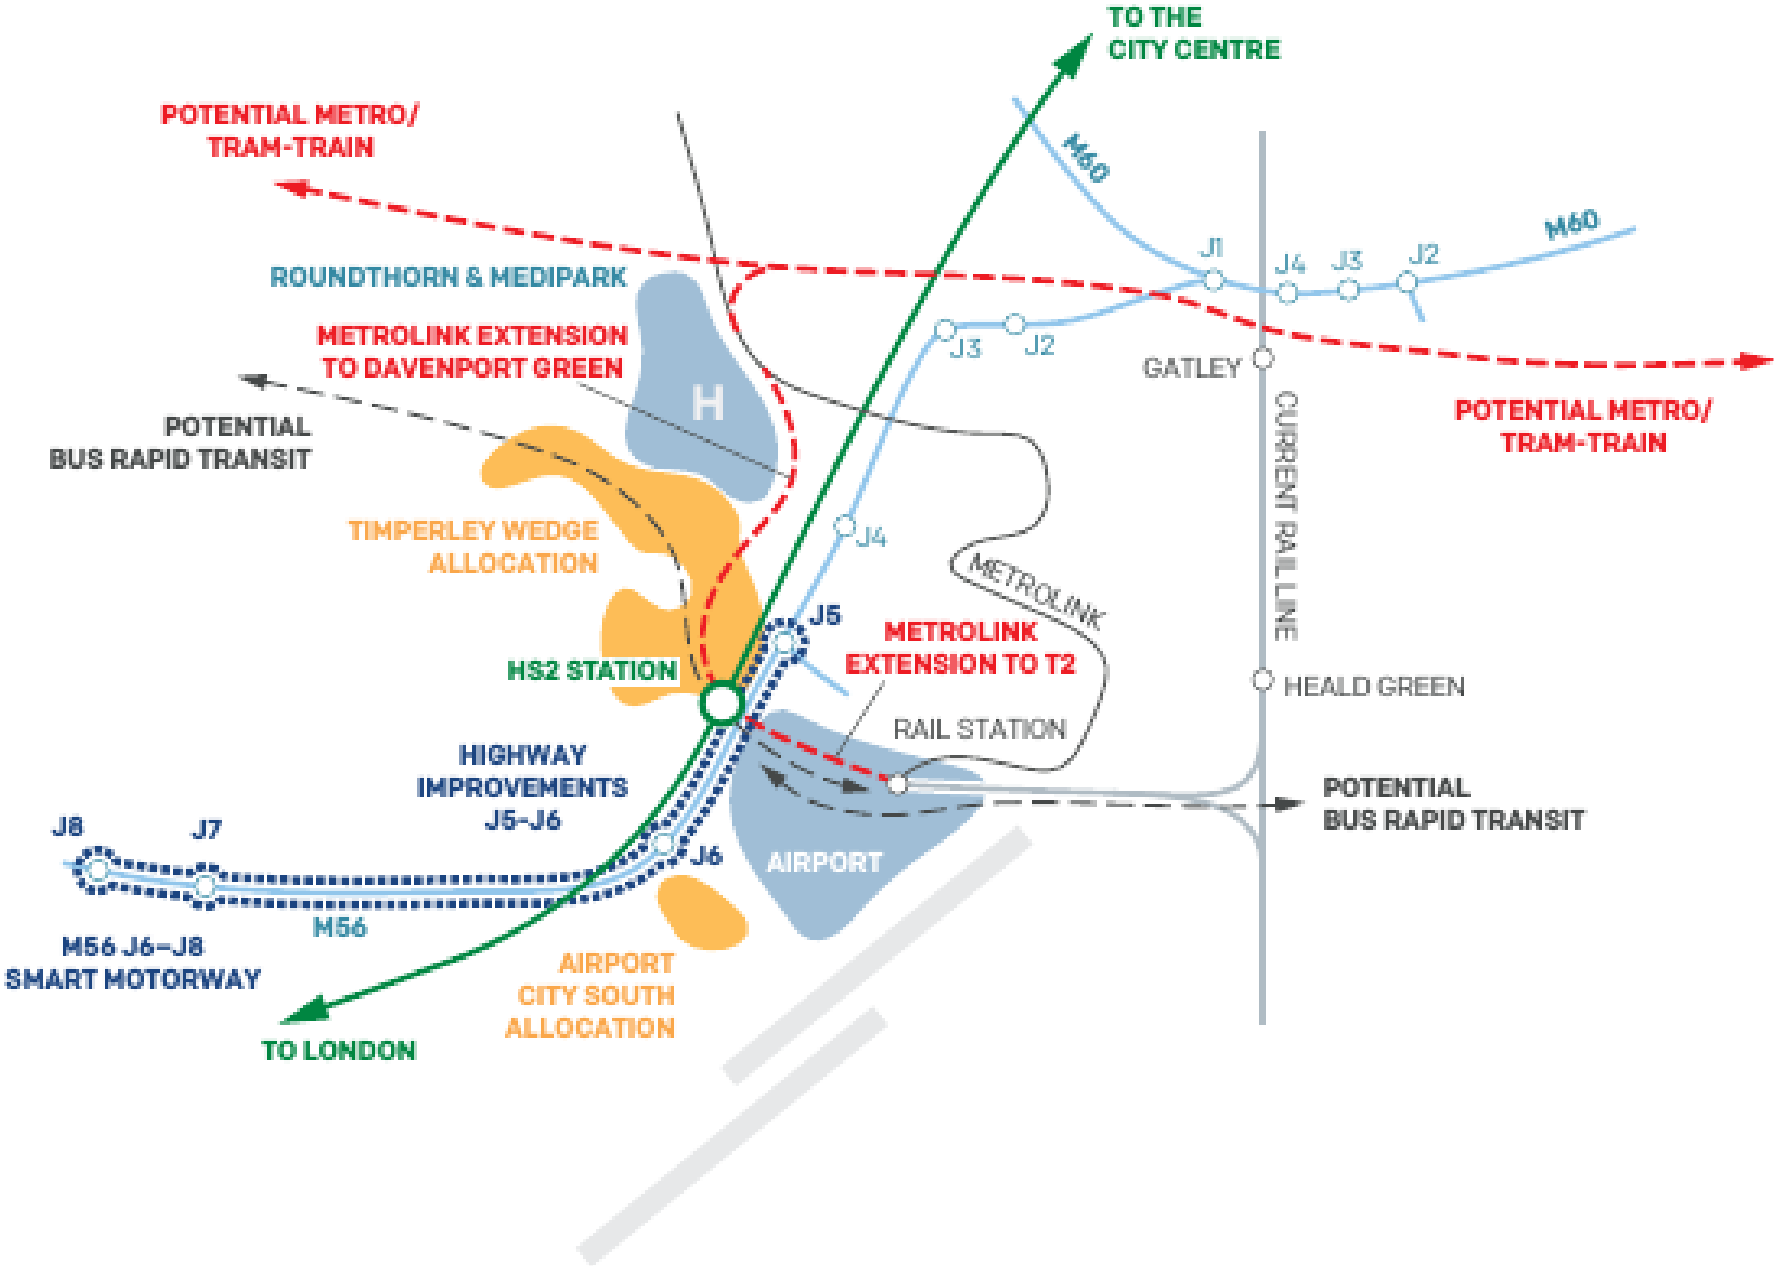 TO THE
CITY CENTRE
POTENTIAL METRO/
TRAM-TRAIN
M60
M60
J1
J4
J3
J2
ROUNDTHORN & MEDIPARK
METROLINK EXTENSION
TO DAVENPORT GREEN
J3
J2
GATLEY
H
POTENTIAL
BUS RAPID TRANSIT
CURRENT RAIL LINE
POTENTIAL METRO/
TRAM-TRAIN
TIMPERLEY WEDGE
ALLOCATION
J4
METROLINK
J5
METROLINK
EXTENSION TO T2
HS2 STATION
HEALD GREEN
RAIL STATION
HIGHWAY
IMPROVEMENTS
J5-J6
POTENTIAL
BUS RAPID TRANSIT
J8
J7
J6
AIRPORT
M56
M56 J6–J8
SMART MOTORWAY
AIRPORT
CITY SOUTH
ALLOCATION
TO LONDON